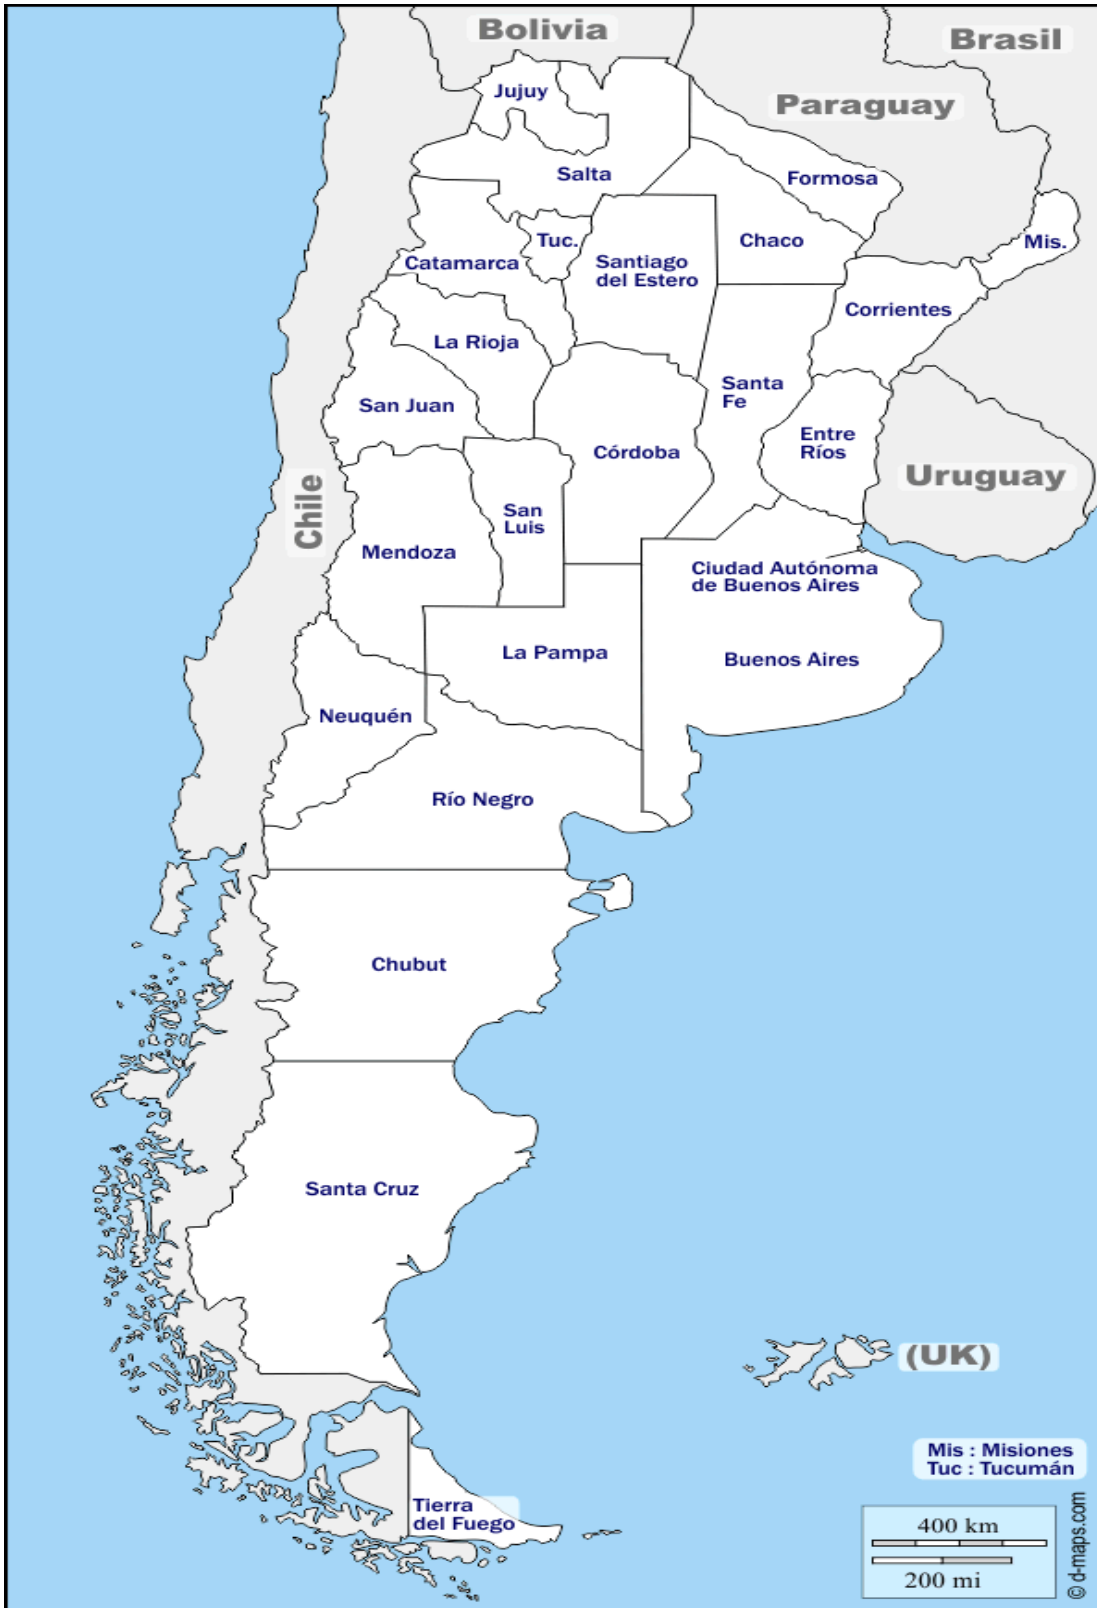 Bolivia
Brasil
Jujuy
Paraguay
Salta
Formosa
Tuc.
Chaco
Mis.
Catamarca
Santiago
del Estero
Corrientes
La Rioja
Santa
Fe
San Juan
Entre
Ríos
Córdoba
Uruguay
Chile
San
Luis
Mendoza
Ciudad Autónoma
de Buenos Aires
La Pampa
Buenos Aires
Neuquén
Río Negro
Chubut
Santa Cruz
(UK)
Mis : Misiones
Tuc : Tucumán
Tierra
del Fuego
400 km
200 mi
© d-maps.com